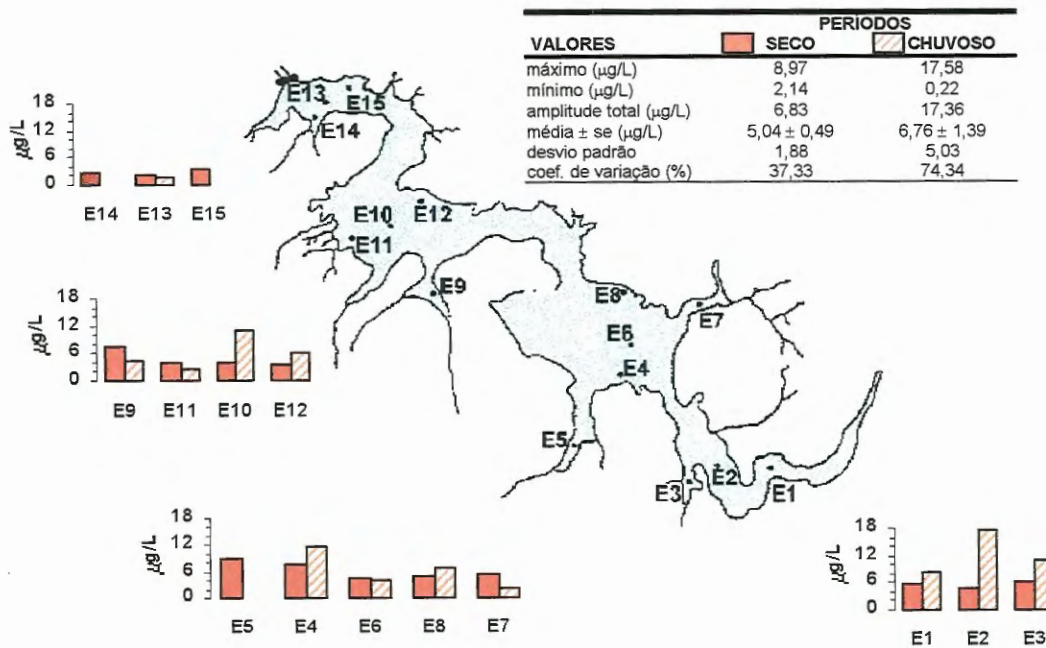 PERÍODOS
VALORES SECO CHUVOSO
máximo (µg/L) 8,97 17,58
mínimo (µg/L) 2,14 0,22
amplitude total (µg/L) 6,83 17,36
média ± se (µg/L) 5,04 ± 0,49 6,76 ± 1,39
desvio padrão 1,88 5,03
coef. de variação (%) 37,33 74,34
E13
E15
E14
µg/L
18
12
6
0
E14 E13 E15
E10
E12
E11
E9
E8
E7
E6
E4
E5
E3
E2
E1
µg/L
18
12
6
0
E9 E11 E10 E12
µg/L
18
12
6
0
E5 E4 E6 E8 E7
µg/L
18
12
6
0
E1 E2 E3